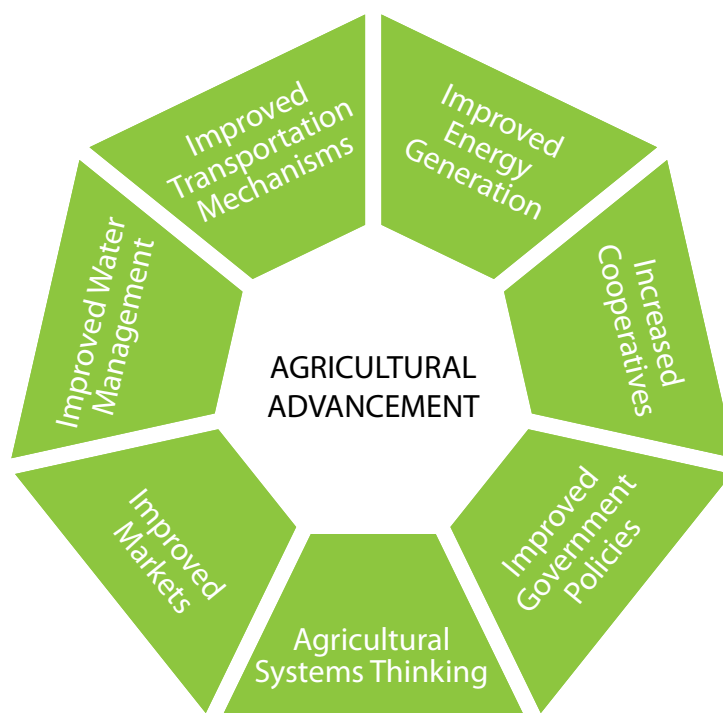 Improved
Transportation
Mechanisms
Improved
Energy
Generation
Increased
Cooperatives
Improved
Government
Policies
Agricultural
Systems Thinking
Improved
Markets
Improved Water
Management
AGRICULTURAL
ADVANCEMENT